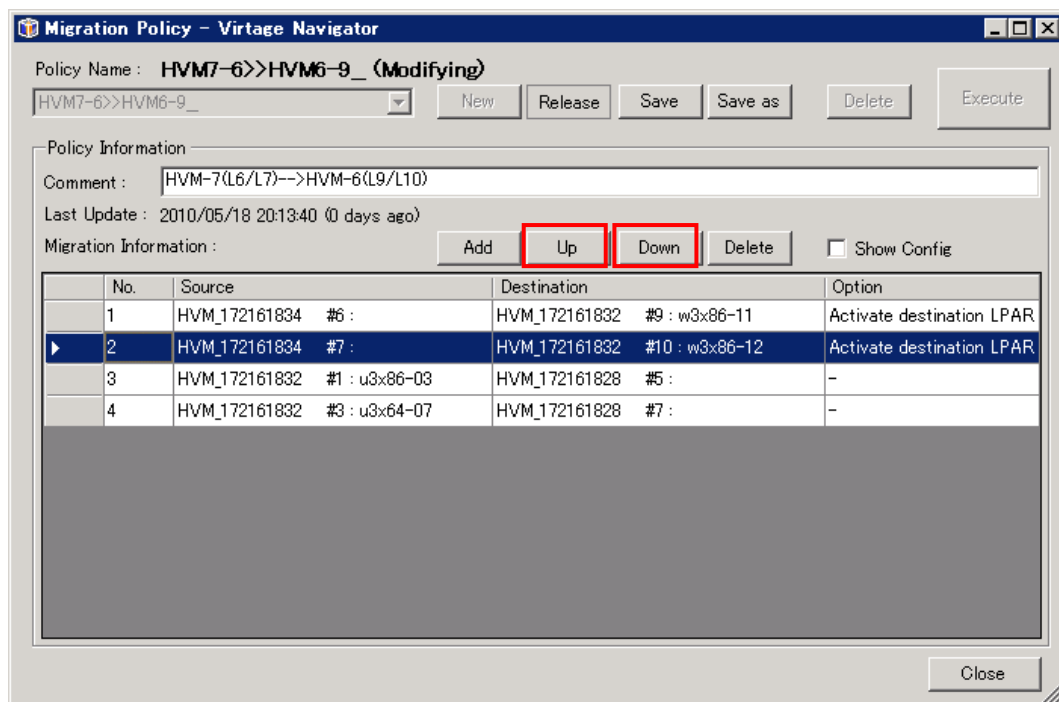 Migration Policy - Virtage Navigator
Policy Name : HVM7-6>>HVM6-9_ (Modifying)
HVM7-6>>HVM6-9_ New Release Save Save as Delete Execute
Policy Information
Comment : HVM-7(L6/L7)-->HVM-6(L9/L10)
Last Update : 2010/05/18 20:13:40 (0 days ago)
Migration Information : Add Up Down Delete Show Config
No. Source Destination Option
1 HVM_172161834 #6 : HVM_172161832 #9 : w3x86-11 Activate destination LPAR
2 HVM_172161834 #7 : HVM_172161832 #10 : w3x86-12 Activate destination LPAR
3 HVM_172161832 #1 : u3x86-03 HVM_172161828 #5 : -
4 HVM_172161832 #3 : u3x64-07 HVM_172161828 #7 : -
Close